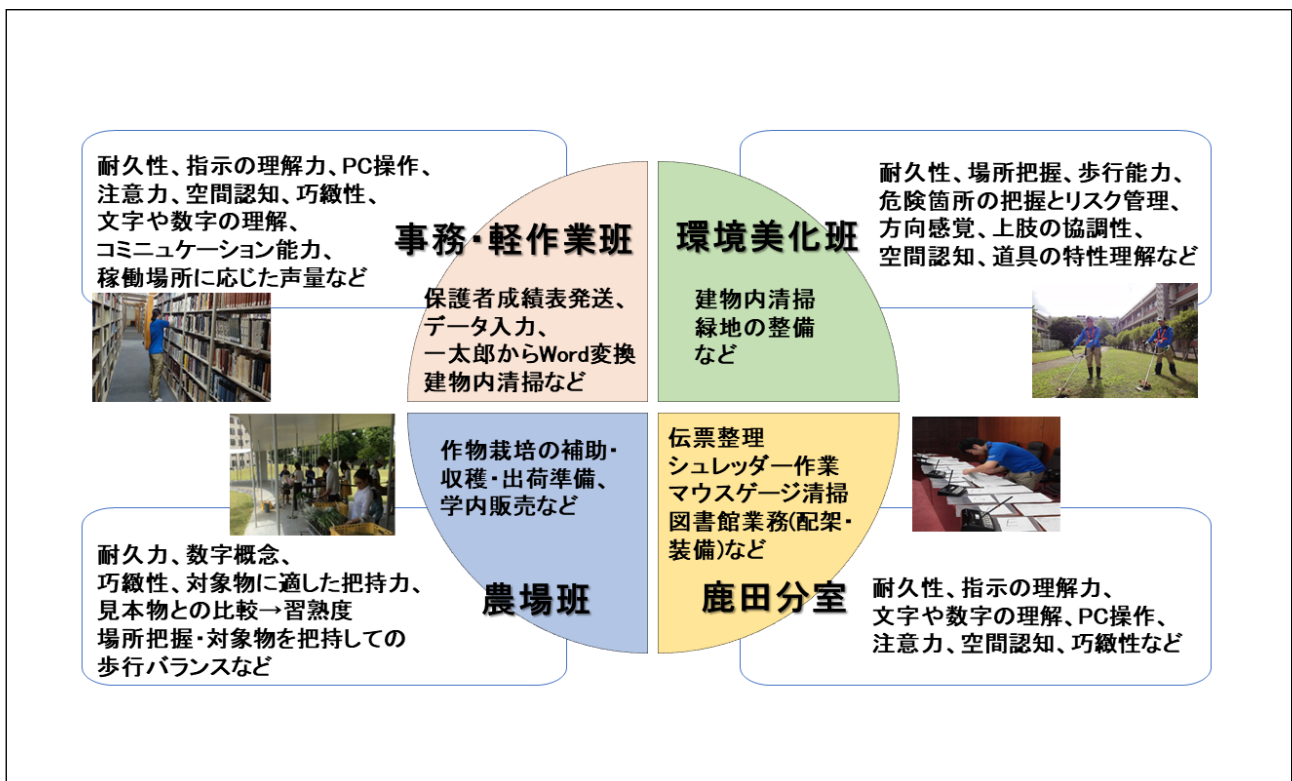 耐久性、指示の理解力、PC操作、
注意力、空間認知、巧緻性、
文字や数字の理解、
コミニュケーション能力、
稼働場所に応じた声量など
事務・軽作業班
保護者成績表発送、
データ入力、
一太郎からWord変換
建物内清掃など
耐久性、場所把握、歩行能力、
危険箇所の把握とリスク管理、
方向感覚、上肢の協調性、
空間認知、道具の特性理解など
環境美化班
建物内清掃
緑地の整備
など
作物栽培の補助・
収穫・出荷準備、
学内販売など
農場班
耐久力、数字概念、
巧緻性、対象物に適した把持力、
見本物との比較→習熟度
場所把握・対象物を把持しての
歩行バランスなど
伝票整理
シュレッダー作業
マウスゲージ清掃
図書館業務(配架・
装備)など
鹿田分室
耐久性、指示の理解力、
文字や数字の理解、PC操作、
注意力、空間認知、巧緻性など